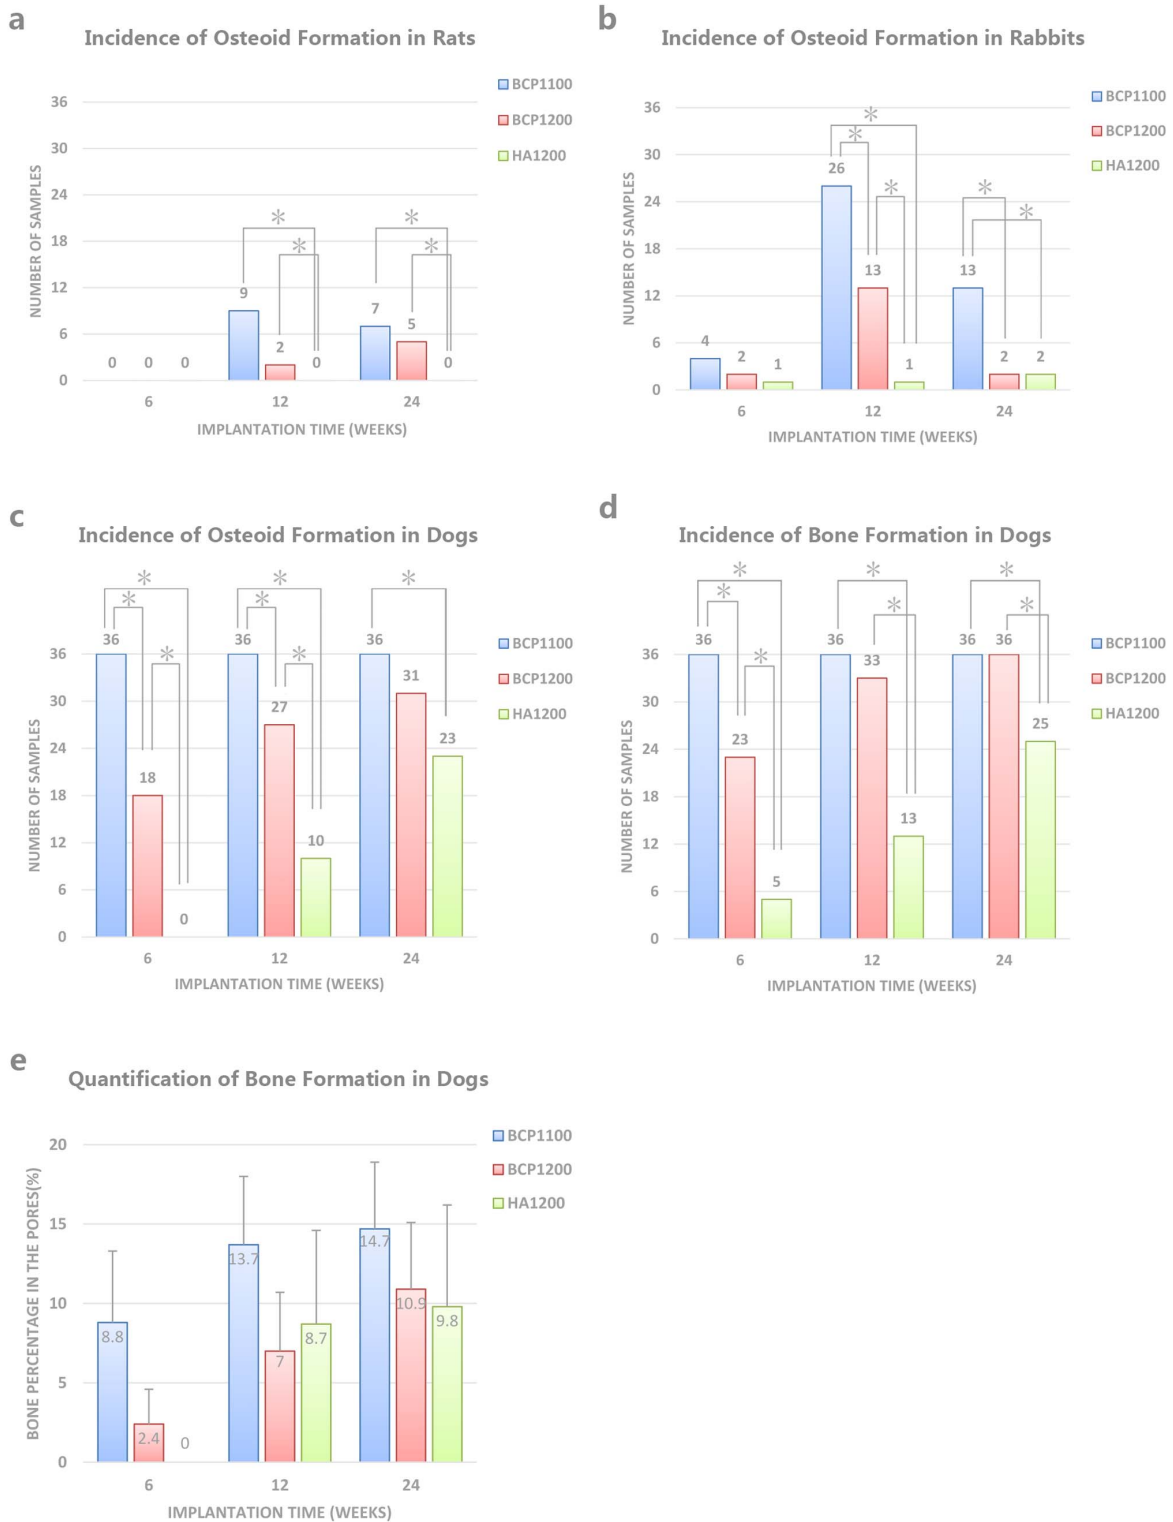 a
Incidence of Osteoid Formation in Rats
BCP1100
BCP1200
HA1200
NUMBER OF SAMPLES
36
30
24
18
12
6
0
0 0 0
9 2 0
7 5 0
* * * *
6 12 24
IMPLANTATION TIME (WEEKS)
b
Incidence of Osteoid Formation in Rabbits
BCP1100
BCP1200
HA1200
NUMBER OF SAMPLES
36
30
24
18
12
6
0
4 2 1
26 13 1
13 2 2
* * * * *
6 12 24
IMPLANTATION TIME (WEEKS)
c
Incidence of Osteoid Formation in Dogs
BCP1100
BCP1200
HA1200
NUMBER OF SAMPLES
36
30
24
18
12
6
0
36 18 0
36 27 10
36 31 23
* * * * * * *
6 12 24
IMPLANTATION TIME (WEEKS)
d
Incidence of Bone Formation in Dogs
BCP1100
BCP1200
HA1200
NUMBER OF SAMPLES
36
30
24
18
12
6
0
36 23 5
36 33 13
36 36 25
* * * * * * *
6 12 24
IMPLANTATION TIME (WEEKS)
e
Quantification of Bone Formation in Dogs
BCP1100
BCP1200
HA1200
BONE PERCENTAGE IN THE PORES(%)
20
15
10
5
0
8.8 2.4 0
13.7 7 8.7
14.7 10.9 9.8
6 12 24
IMPLANTATION TIME (WEEKS)